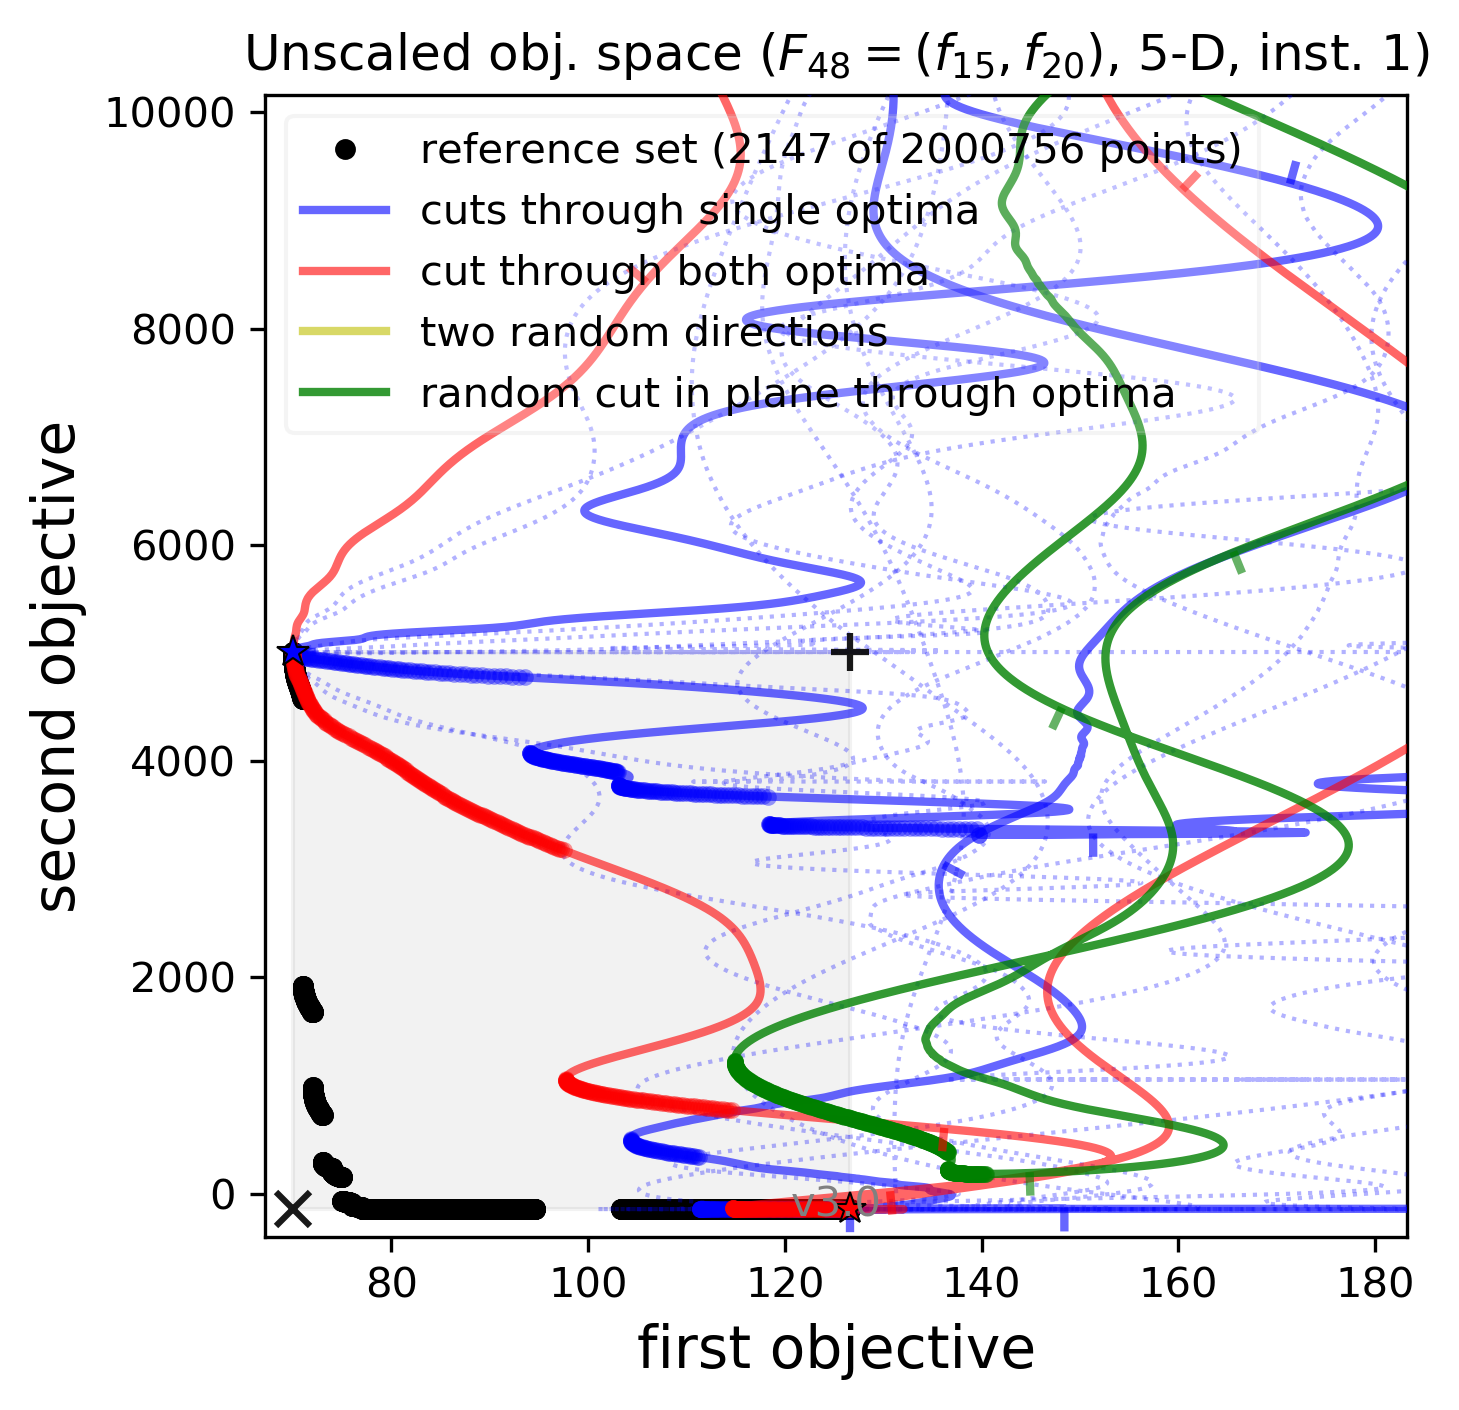 Unscaled obj. space (F48 = (f15, f20), 5-D, inst. 1)
10000
8000
6000
4000
2000
0
second objective
reference set (2147 of 2000756 points)
cuts through single optima
cut through both optima
two random directions
random cut in plane through optima
v3.0
80 100 120 140 160 180
first objective